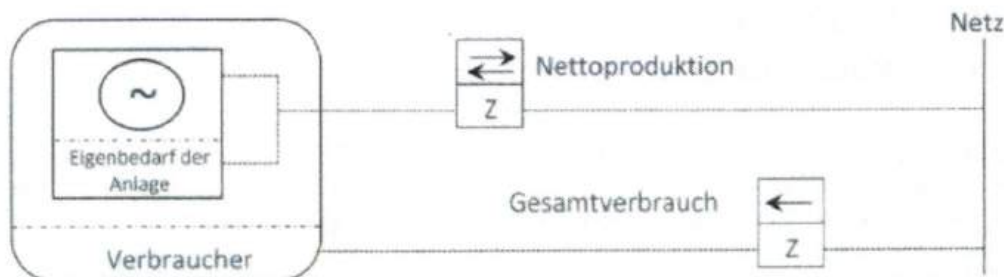 Netz
Nettoproduktion
Z
~
Eigenbedarf der
Anlage
Gesamtverbrauch
Z
Verbraucher